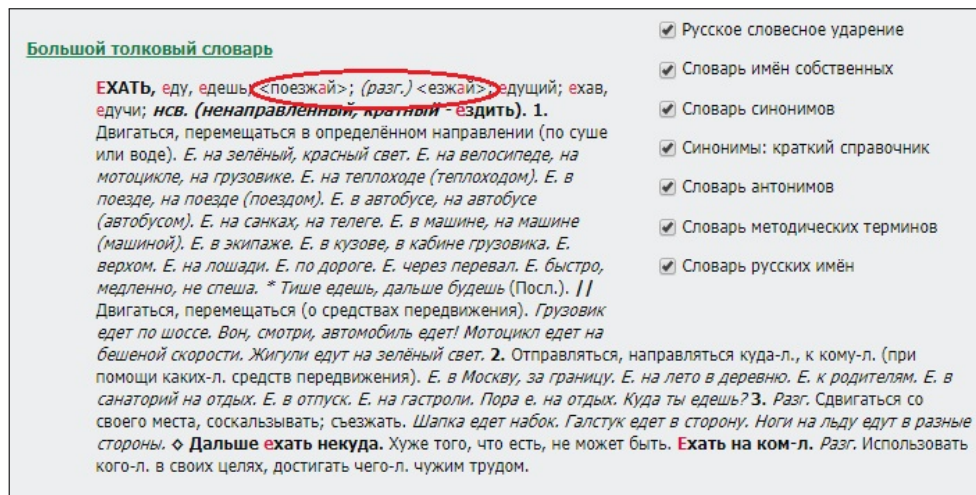 Большой толковый словарь
ЕХАТЬ, еду, едешь; <поезжай>; (разг.) <езжай>; едущий; ехав,
едучи; нсв. (ненаправленный, кратный - ездить). 1.
Двигаться, перемещаться в определённом направлении (по суше
или воде). Е. на зелёный, красный свет. Е. на велосипеде, на
мотоцикле, на грузовике. Е. на теплоходе (теплоходом). Е. в
поезде, на поезде (поездом). Е. в автобусе, на автобусе
(автобусом). Е. на санках, на телеге. Е. в машине, на машине
(машиной). Е. в экипаже. Е. в кузове, в кабине грузовика. Е.
верхом. Е. на лошади. Е. по дороге. Е. через перевал. Е. быстро,
медленно, не спеша. * Тише едешь, дальше будешь (Посл.). //
Двигаться, перемещаться (о средствах передвижения). Грузовик
едет по шоссе. Вон, смотри, автомобиль едет! Мотоцикл едет на
бешеной скорости. Жигули едут на зелёный свет. 2. Отправляться, направляться куда-л., к кому-л. (при
помощи каких-л. средств передвижения). Е. в Москву, за границу. Е. на лето в деревню. Е. к родителям. Е. в
санаторий на отдых. Е. в отпуск. Е. на гастроли. Пора е. на отдых. Куда ты едешь? 3. Разг. Сдвигаться со
своего места, соскальзывать; съезжать. Шапка едет набок. Галстук едет в сторону. Ноги на льду едут в разные
стороны. ◊ Дальше ехать некуда. Хуже того, что есть, не может быть. Ехать на ком-л. Разг. Использовать
кого-л. в своих целях, достигать чего-л. чужим трудом.
Русское словесное ударение
Словарь имён собственных
Словарь синонимов
Синонимы: краткий справочник
Словарь антонимов
Словарь методических терминов
Словарь русских имён